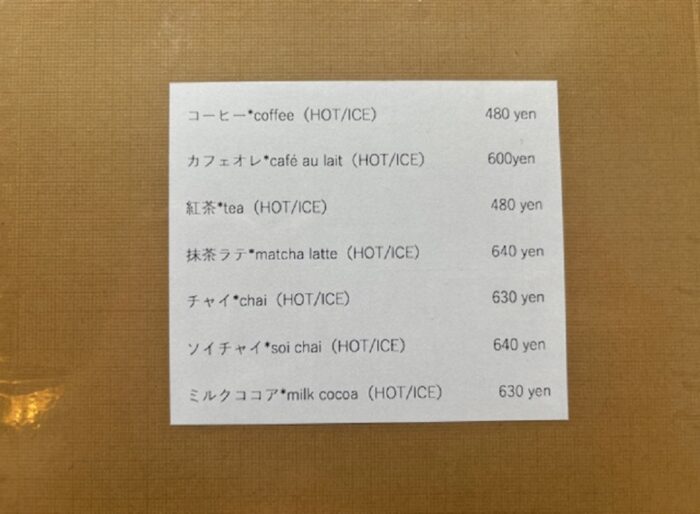 コーヒー*coffee（HOT/ICE） 480 yen
カフェオレ*café au lait（HOT/ICE） 600yen
紅茶*tea（HOT/ICE） 480 yen
抹茶ラテ*matcha latte（HOT/ICE） 640 yen
チャイ*chai（HOT/ICE） 630 yen
ソイチャイ*soi chai（HOT/ICE） 640 yen
ミルクココア*milk cocoa（HOT/ICE） 630 yen